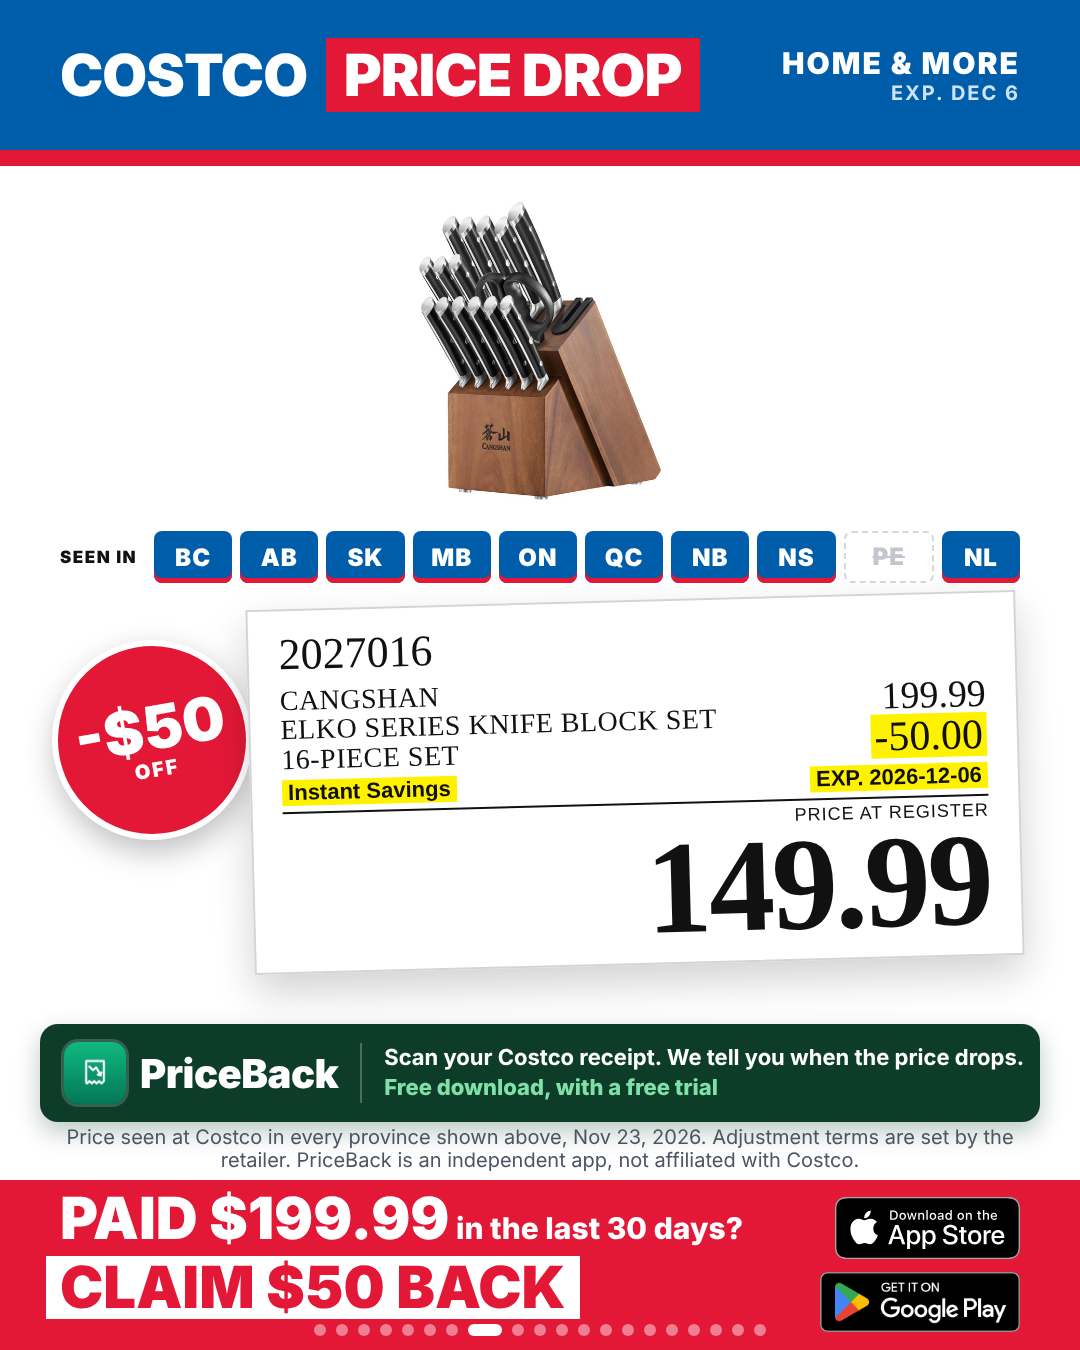 COSTCO PRICE DROP
HOME & MORE
EXP. DEC 6
蒼山
CANGSHAN
SEEN IN BC AB SK MB ON QC NB NS PE NL
-$50
OFF
2027016
CANGSHAN
ELKO SERIES KNIFE BLOCK SET
16-PIECE SET
Instant Savings
199.99
-50.00
EXP. 2026-12-06
PRICE AT REGISTER
149.99
PriceBack
Scan your Costco receipt. We tell you when the price drops.
Free download, with a free trial
Price seen at Costco in every province shown above, Nov 23, 2026. Adjustment terms are set by the
retailer. PriceBack is an independent app, not affiliated with Costco.
PAID $199.99 in the last 30 days?
CLAIM $50 BACK
Download on the
App Store
GET IT ON
Google Play